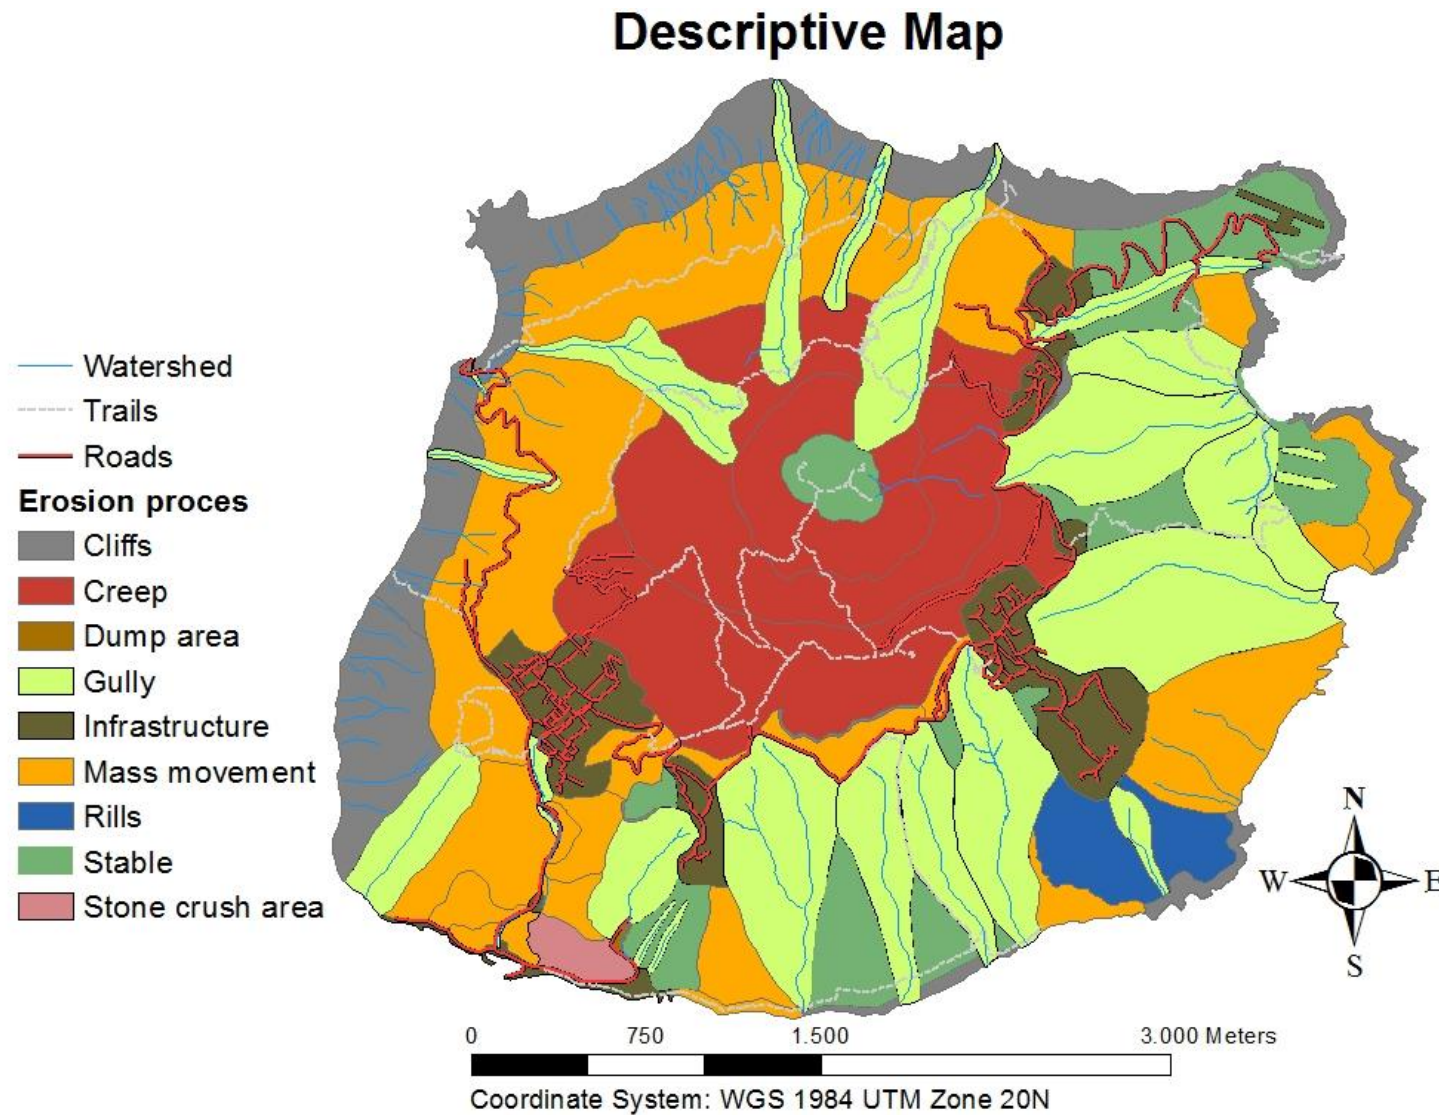 Descriptive Map
Watershed
Trails
Roads
Erosion proces
Cliffs
Creep
Dump area
Gully
Infrastructure
Mass movement
Rills
Stable
Stone crush area
N
W E
S
0 750 1.500 3.000 Meters
Coordinate System: WGS 1984 UTM Zone 20N